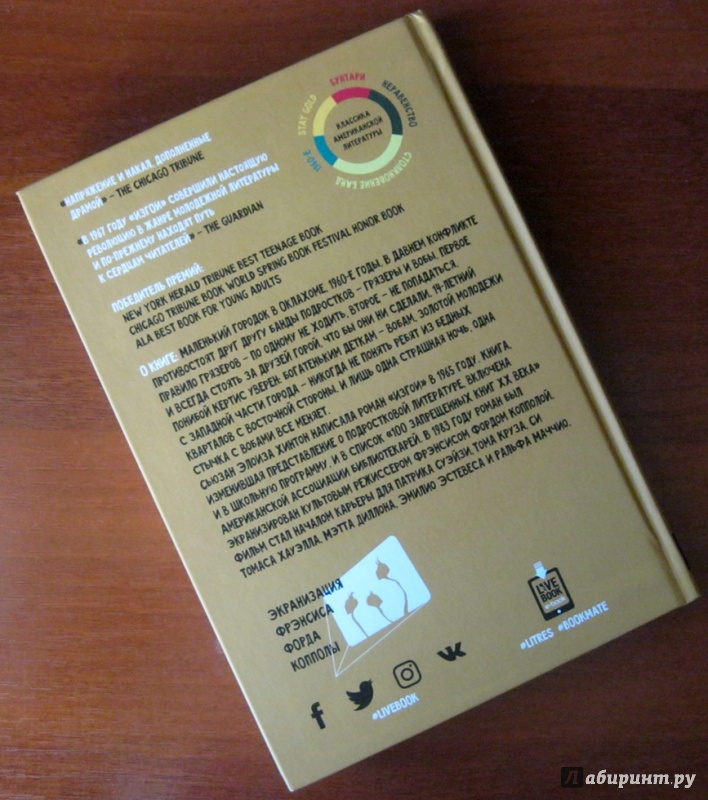 БУНТАРИ
НЕРАВЕНСТВО
STAY GOLD
КЛАССИКА
АМЕРИКАНСКОЙ
ЛИТЕРАТУРЫ
СТОЛКНОВЕНИЕ БАНД
«НАПРЯЖЕНИЕ И НАКАЛ, ДОПОЛНЕННЫЕ
ДРАМОЙ» – THE CHICAGO TRIBUNE
«В 1967 ГОДУ «ИЗГОИ» СОВЕРШИЛИ НАСТОЯЩУЮ
РЕВОЛЮЦИЮ В ЖАНРЕ МОЛОДЕЖНОЙ ЛИТЕРАТУРЫ
И ПО-ПРЕЖНЕМУ НАХОДЯТ ПУТЬ
К СЕРДЦАМ ЧИТАТЕЛЕЙ» – THE GUARDIAN
ПОБЕДИТЕЛЬ ПРЕМИЙ:
NEW YORK HERALD TRIBUNE BEST TEENAGE BOOK
CHICAGO TRIBUNE BOOK WORLD SPRING BOOK FESTIVAL HONOR BOOK
ALA BEST BOOK FOR YOUNG ADULTS
О КНИГЕ: МАЛЕНЬКИЙ ГОРОДОК В ОКЛАХОМЕ, 1960-Е ГОДЫ. В ДАВНЕМ КОНФЛИКТЕ
ПРОТИВОСТОЯТ ДРУГ ДРУГУ БАНДЫ ПОДРОСТКОВ – ГРЯЗЕРЫ И ВОБЫ. ПЕРВОЕ
ПРАВИЛО ГРЯЗЕРОВ – ПО ОДНОМУ НЕ ХОДИТЬ, ВТОРОЕ – НЕ ПОПАДАТЬСЯ.
И ВСЕГДА СТОЯТЬ ЗА ДРУЗЕЙ ГОРОЙ, ЧТО БЫ ОНИ НИ СДЕЛАЛИ. 14-ЛЕТНИЙ
ПОНИБОЙ КЕРТИС УВЕРЕН: БОГАТЕНЬКИМ ДЕТКАМ – ВОБАМ, ЗОЛОТОЙ МОЛОДЕЖИ
С ЗАПАДНОЙ ЧАСТИ ГОРОДА – НИКОГДА НЕ ПОНЯТЬ РЕБЯТ ИЗ БЕДНЫХ
КВАРТАЛОВ С ВОСТОЧНОЙ СТОРОНЫ. И ЛИШЬ ОДНА СТРАШНАЯ НОЧЬ, ОДНА
СТЫЧКА С ВОБАМИ ВСЕ МЕНЯЕТ.
СЬЮЗАН ЭЛОИЗА ХИНТОН НАПИСАЛА РОМАН «ИЗГОИ» В 1965 ГОДУ. КНИГА,
ИЗМЕНИВШАЯ ПРЕДСТАВЛЕНИЕ О ПОДРОСТКОВОЙ ЛИТЕРАТУРЕ, ВКЛЮЧЕНА
И В ШКОЛЬНУЮ ПРОГРАММУ, И В СПИСОК «100 ЗАПРЕЩЕННЫХ КНИГ XX ВЕКА»
АМЕРИКАНСКОЙ АССОЦИАЦИИ БИБЛИОТЕКАРЕЙ. В 1983 ГОДУ РОМАН БЫЛ
ЭКРАНИЗИРОВАН КУЛЬТОВЫМ РЕЖИССЕРОМ ФРЭНСИСОМ ФОРДОМ КОППОЛОЙ.
ФИЛЬМ СТАЛ НАЧАЛОМ КАРЬЕРЫ ДЛЯ ПАТРИКА СУЭЙЗИ, ТОМА КРУЗА, СИ
ТОМАСА ХАУЭЛЛА, МЭТТА ДИЛЛОНА, ЭМИЛИО ЭСТЕВЕСА И РАЛЬФА МАЧЧИО.
ЭКРАНИЗАЦИЯ
ФРЭНСИСА
ФОРДА
КОППОЛЫ
LIVE
BOOK
#LITRES #BOOKMATE
#LIVEBOOK
Лабиринт.ру